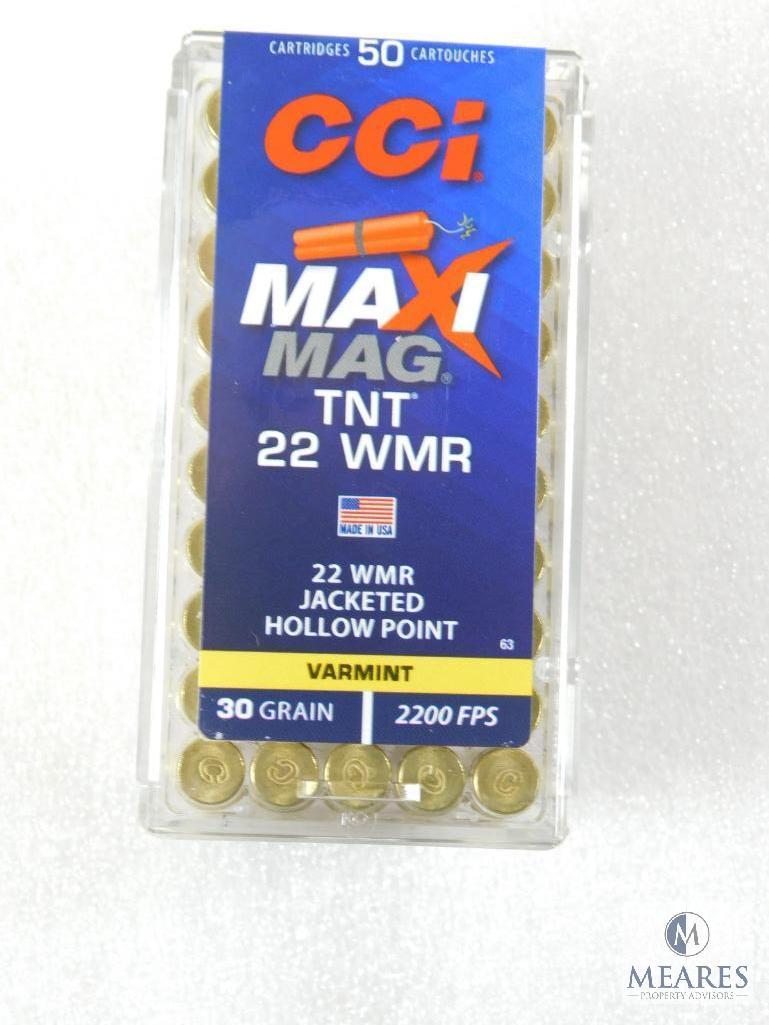 CARTRIDGES 50 CARTOUCHES
CCi®
MAXI
MAG®
TNT®
22 WMR
MADE IN USA
22 WMR
JACKETED
HOLLOW POINT
63
VARMINT
30 GRAIN 2200 FPS
C C C C C
M
MEARES
PROPERTY ADVISORS